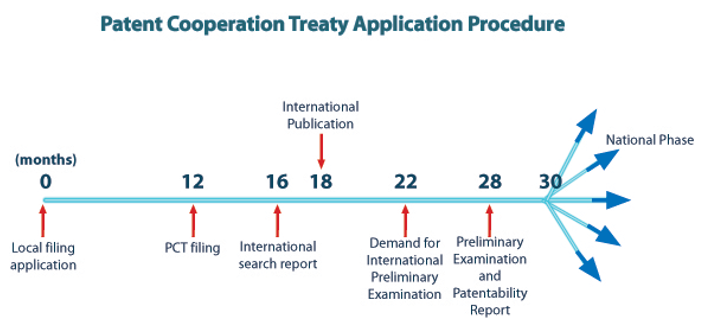 Patent Cooperation Treaty Application Procedure
International
Publication
National Phase
(months)
0 12 16 18 22 28 30
Local filing
application
PCT filing
International
search report
Demand for
International
Preliminary
Examination
Preliminary
Examination
and
Patentability
Report